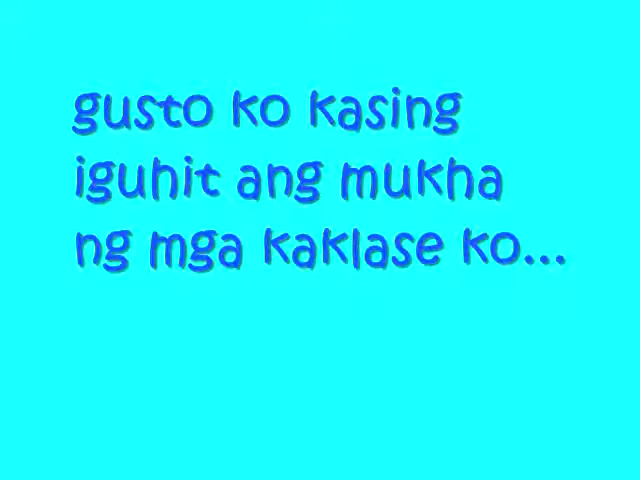 gusto ko kasing
iguhit ang mukha
ng mga kaklase ko...